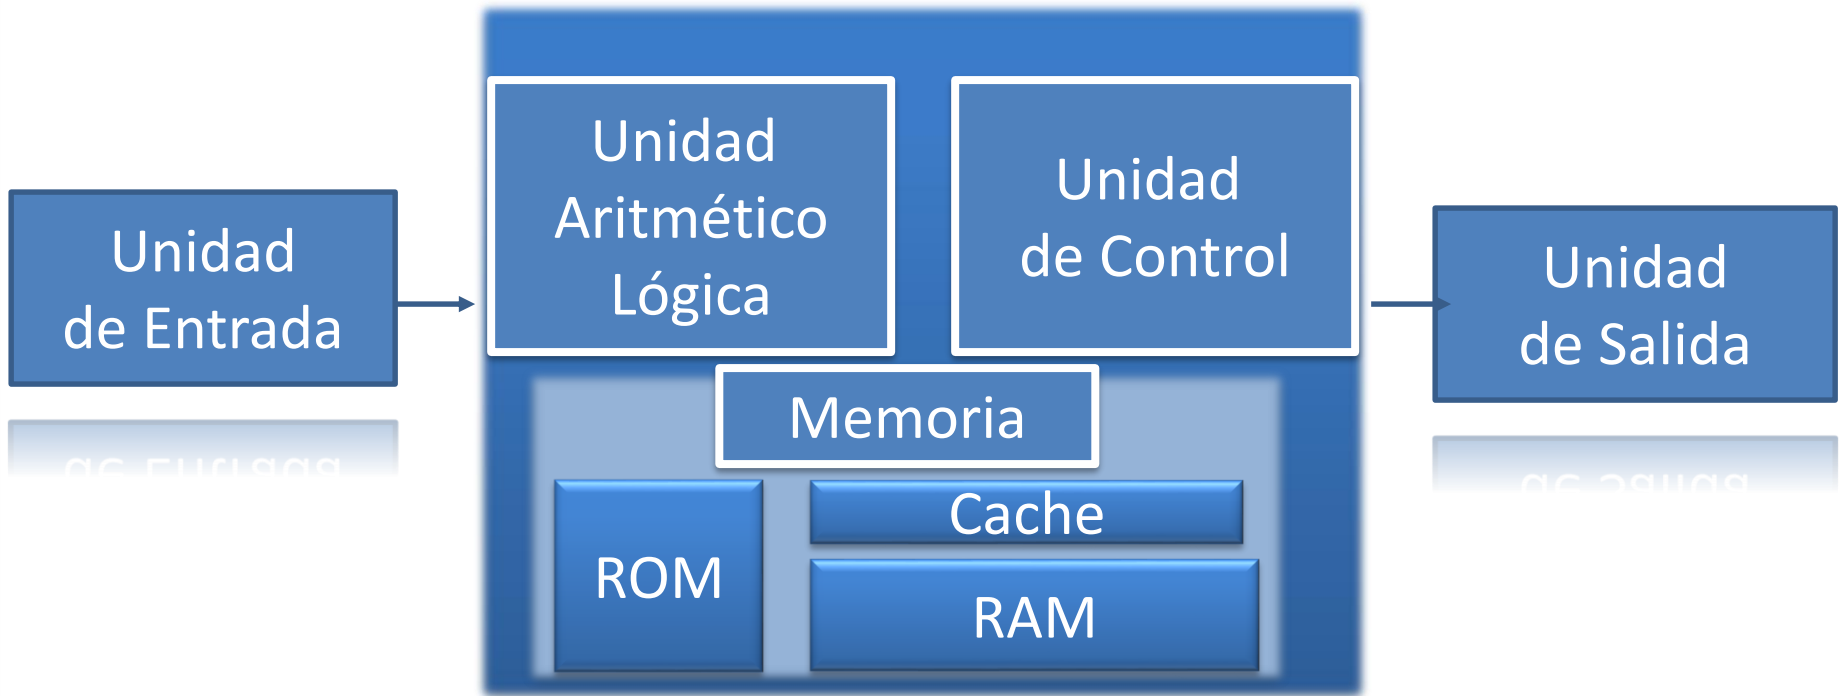 Unidad
de Entrada
Unidad
Aritmético
Lógica
Unidad
de Control
Unidad
de Salida
Memoria
ROM
Cache
RAM